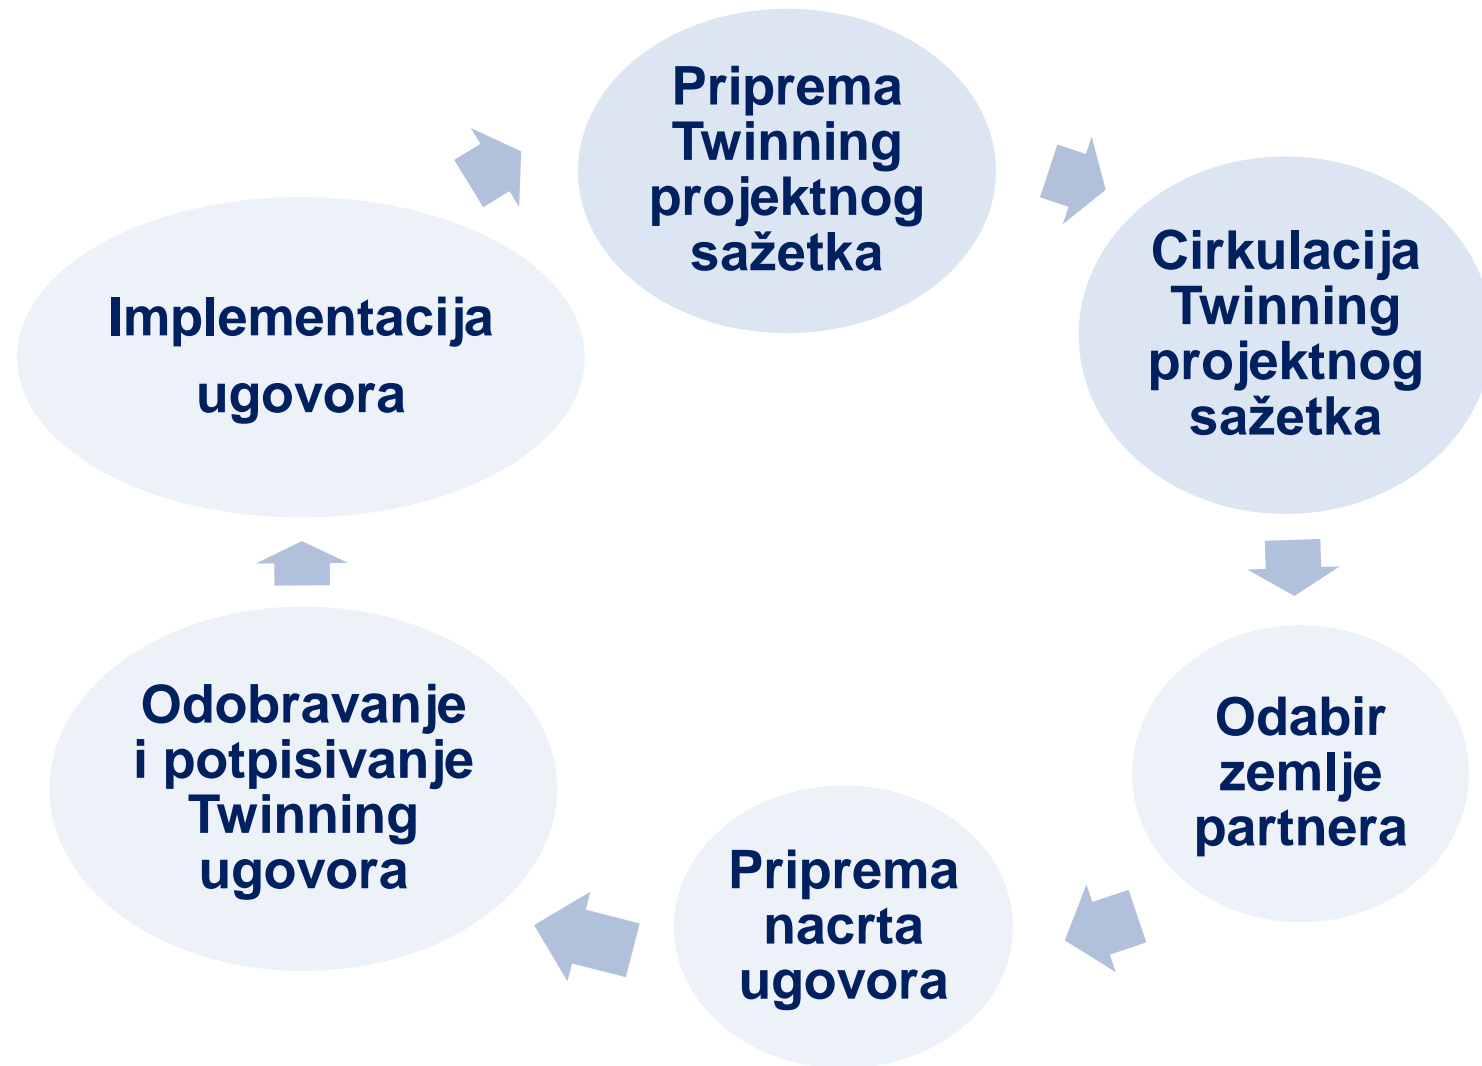 Priprema
Twinning
projektnog
sažetka
Cirkulacija
Twinning
projektnog
sažetka
Odabir
zemlje
partnera
Priprema
nacrta
ugovora
Odobravanje
i potpisivanje
Twinning
ugovora
Implementacija
ugovora